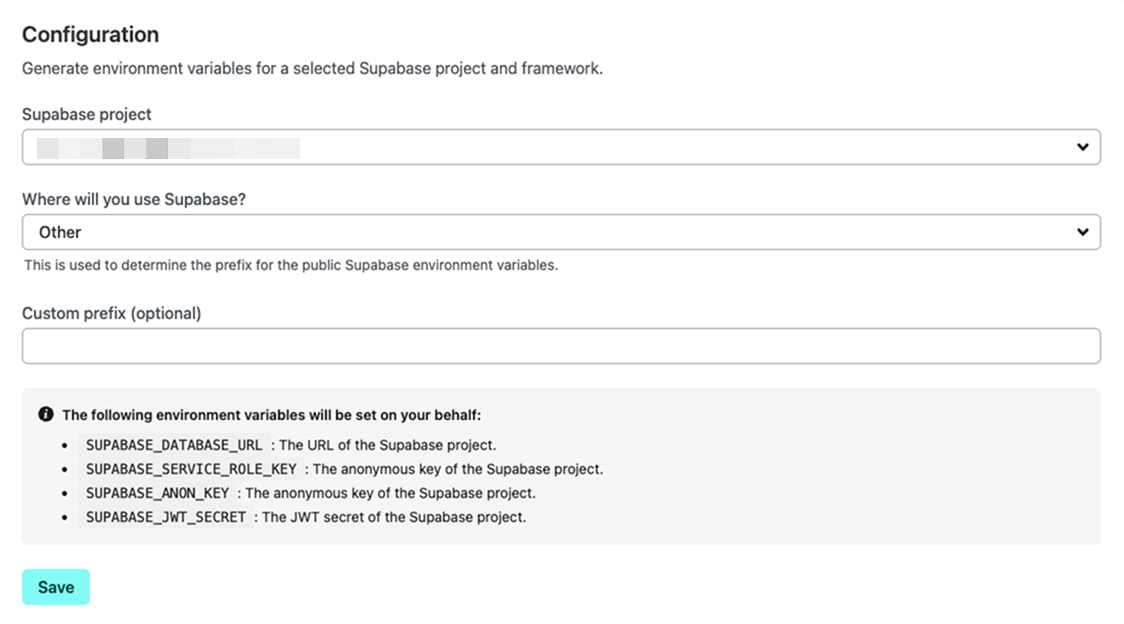 Configuration
Generate environment variables for a selected Supabase project and framework.
Supabase project
Where will you use Supabase?
Other
This is used to determine the prefix for the public Supabase environment variables.
Custom prefix (optional)
The following environment variables will be set on your behalf:
SUPABASE_DATABASE_URL : The URL of the Supabase project.
SUPABASE_SERVICE_ROLE_KEY : The anonymous key of the Supabase project.
SUPABASE_ANON_KEY : The anonymous key of the Supabase project.
SUPABASE_JWT_SECRET : The JWT secret of the Supabase project.
Save